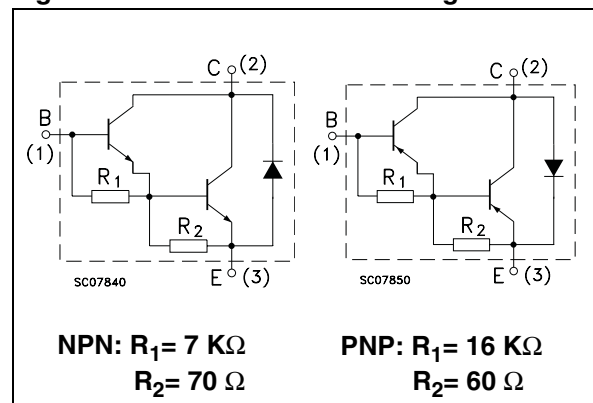 C (2)
B
(1)
R1
R2
E (3)
SC07840
C (2)
B
(1)
R1
R2
E (3)
SC07850
NPN: R1= 7 KΩ
R2= 70 Ω
PNP: R1= 16 KΩ
R2= 60 Ω